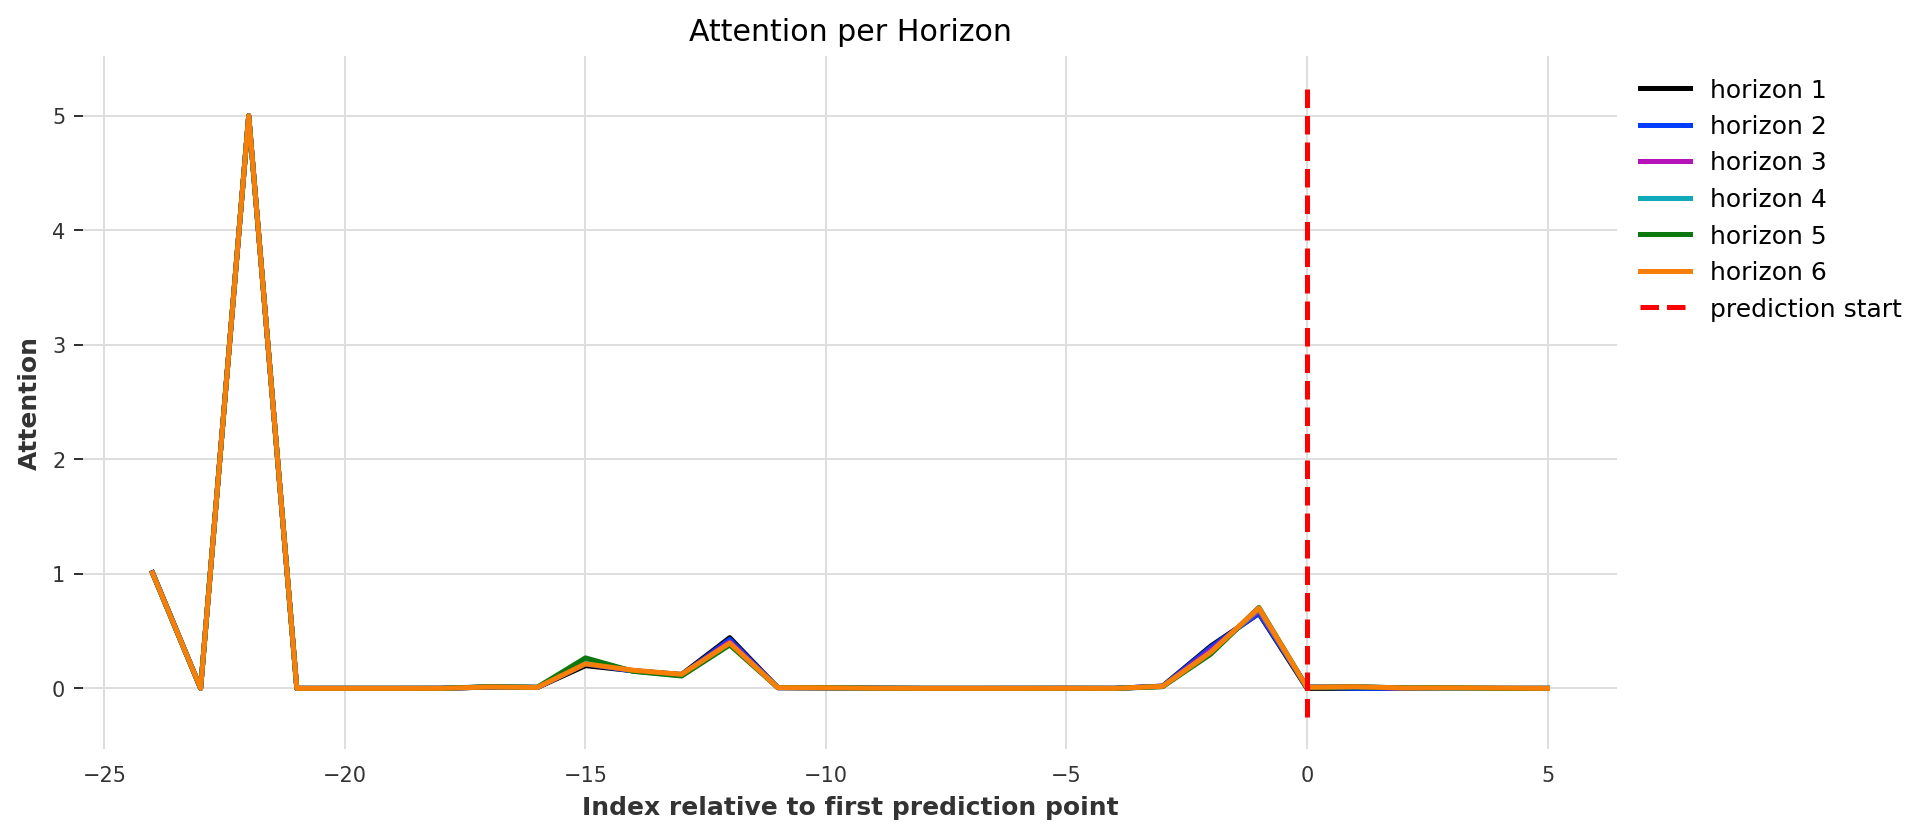 Attention per Horizon
Attention
5
4
3
2
1
0
−25
−20
−15
−10
−5
0
5
Index relative to first prediction point
horizon 1
horizon 2
horizon 3
horizon 4
horizon 5
horizon 6
prediction start